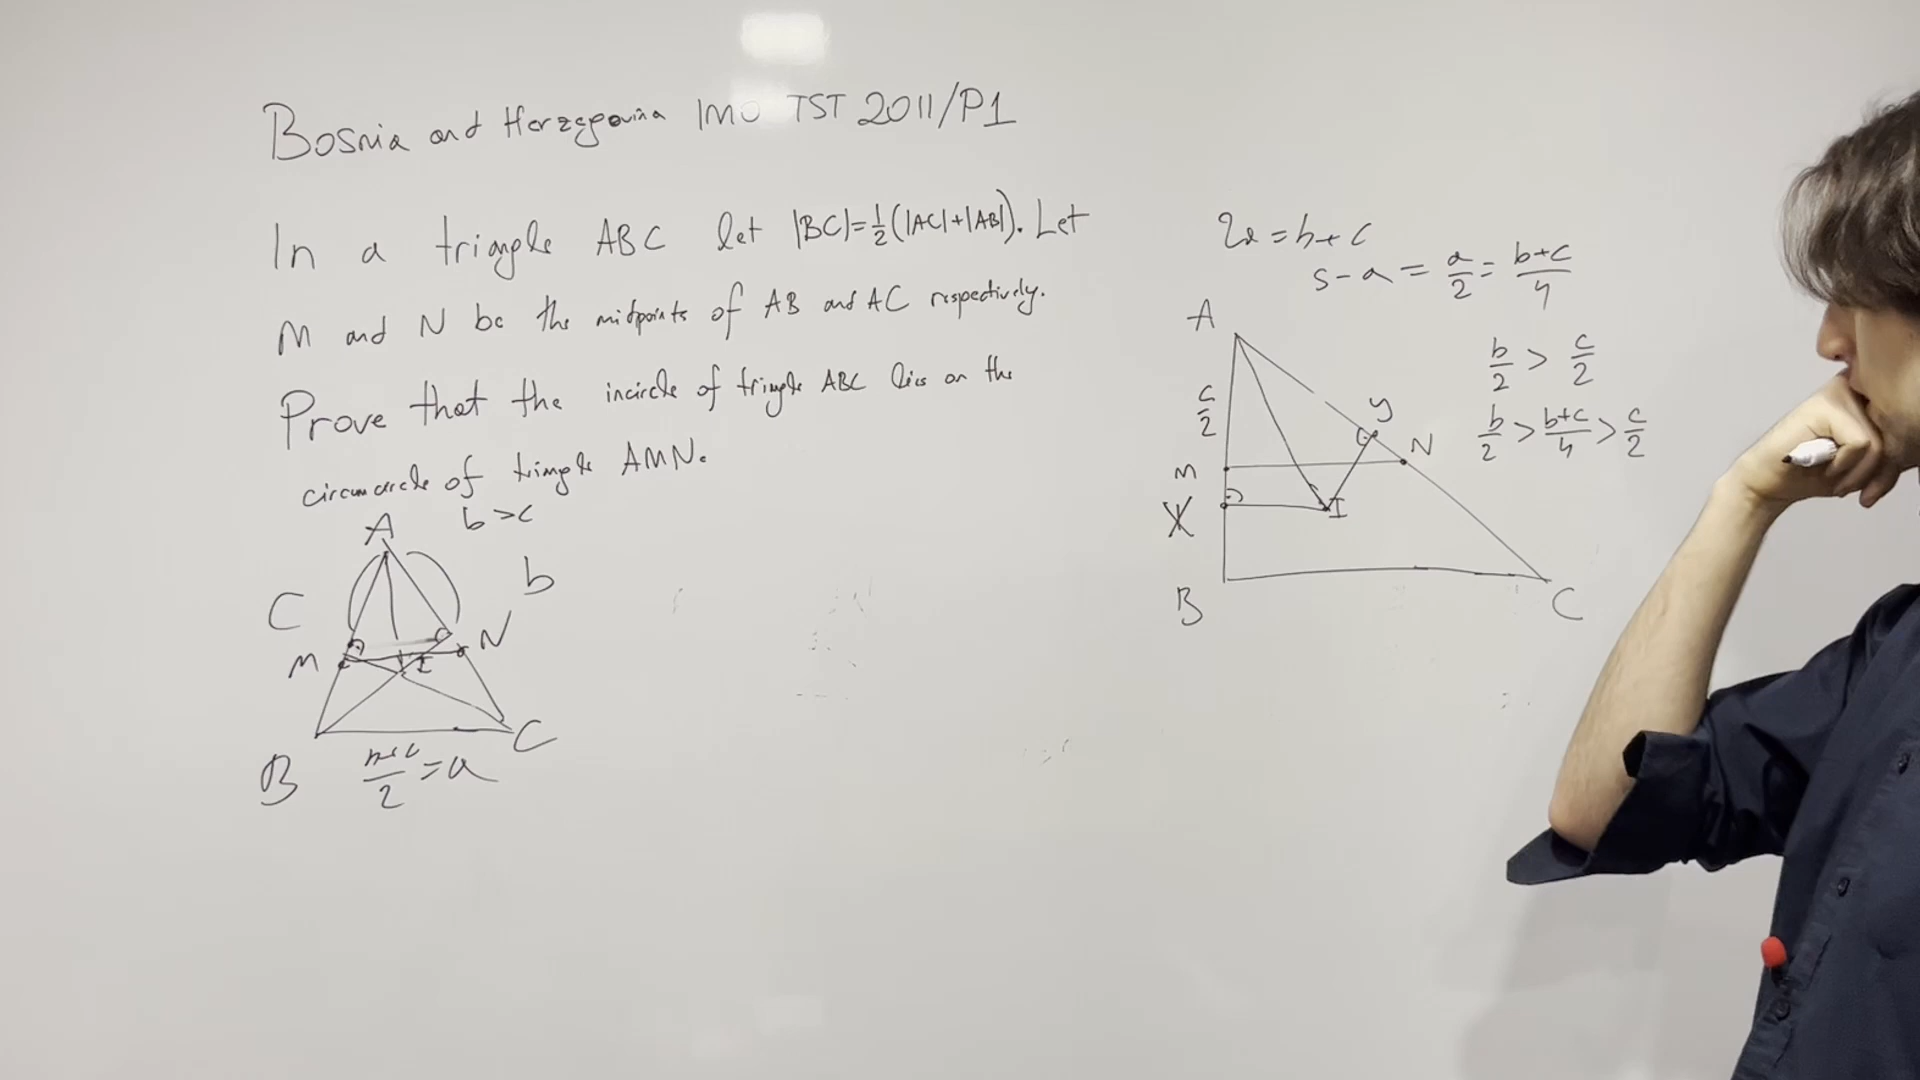 Bosnia and Herzegovina IMO TST 2011/P1
In a triangle ABC let |BC|=½(|AC|+|AB|). Let
M and N be the midpoints of AB and AC respectively.
Prove that the incircle of triangle ABC lies on the
circumcircle of triangle AMN.
b>c
A
C
b
M
N
I
B
C
b+c/2 = a
2a = b+c
s-a = a/2 = b+c/4
b/2 > c/2
b/2 > b+c/4 > c/2
A
c/2
y
N
M
X
I
B
C